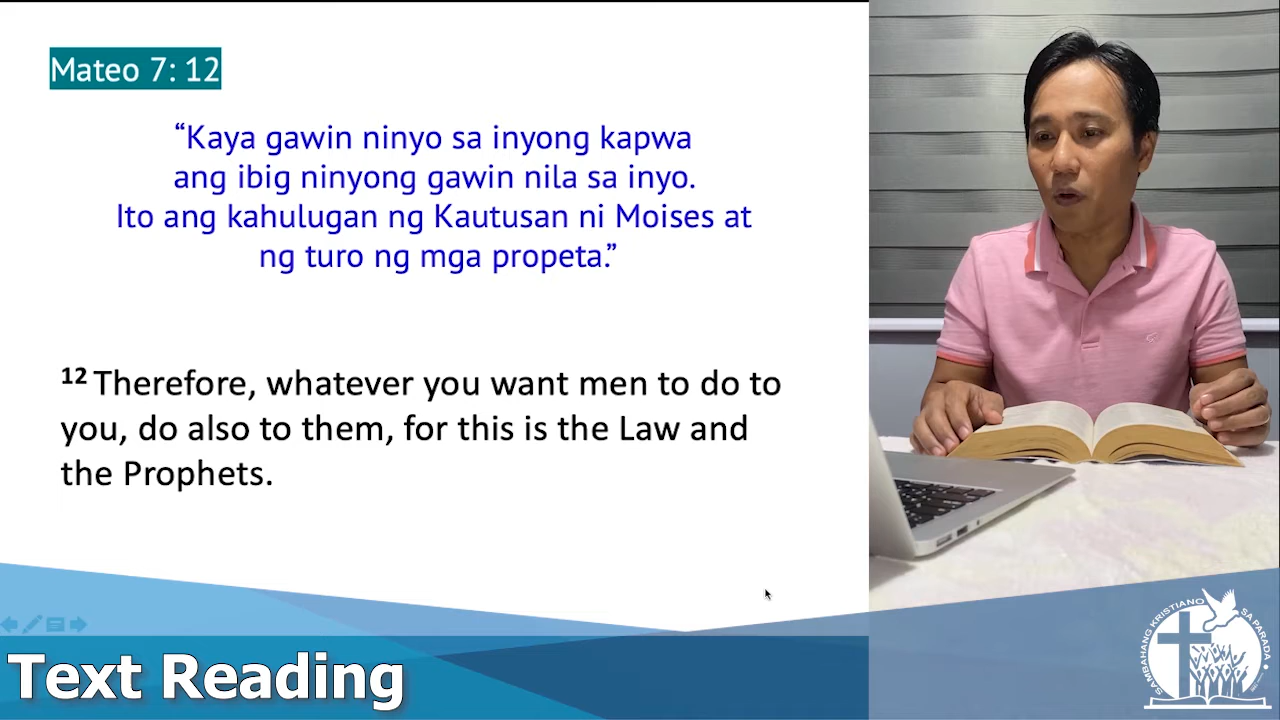 Mateo 7: 12
“Kaya gawin ninyo sa inyong kapwa
ang ibig ninyong gawin nila sa inyo.
Ito ang kahulugan ng Kautusan ni Moises at
ng turo ng mga propeta.”
12 Therefore, whatever you want men to do to
you, do also to them, for this is the Law and
the Prophets.
Text Reading
SAMBAHANG KRISTIANO SA PARADA